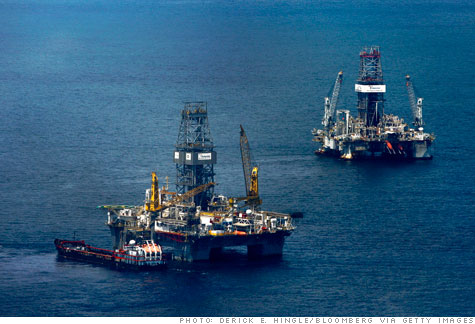 PHOTO: DERICK E. HINGLE/BLOOMBERG VIA GETTY IMAGES